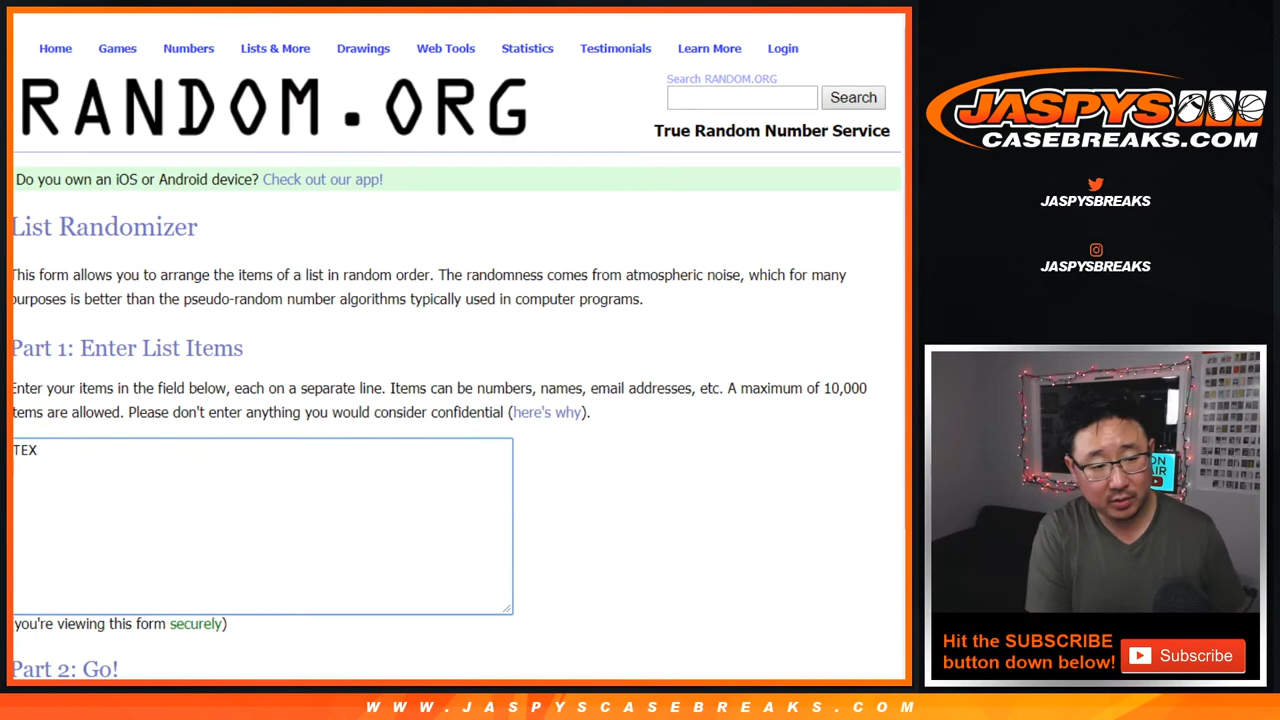 Home Games Numbers Lists & More Drawings Web Tools Statistics Testimonials Learn More Login
RANDOM.ORG
Search RANDOM.ORG
Search
True Random Number Service
Do you own an iOS or Android device? Check out our app!
List Randomizer
This form allows you to arrange the items of a list in random order. The randomness comes from atmospheric noise, which for many
purposes is better than the pseudo-random number algorithms typically used in computer programs.
Part 1: Enter List Items
Enter your items in the field below, each on a separate line. Items can be numbers, names, email addresses, etc. A maximum of 10,000
items are allowed. Please don't enter anything you would consider confidential (here's why).
TEX
you're viewing this form securely)
Part 2: Go!
JASPYS
CASEBREAKS.COM
JASPYSBREAKS
JASPYSBREAKS
ON
AIR
Hit the SUBSCRIBE
button down below!
Subscribe
WWW.JASPYSCASEBREAKS.COM